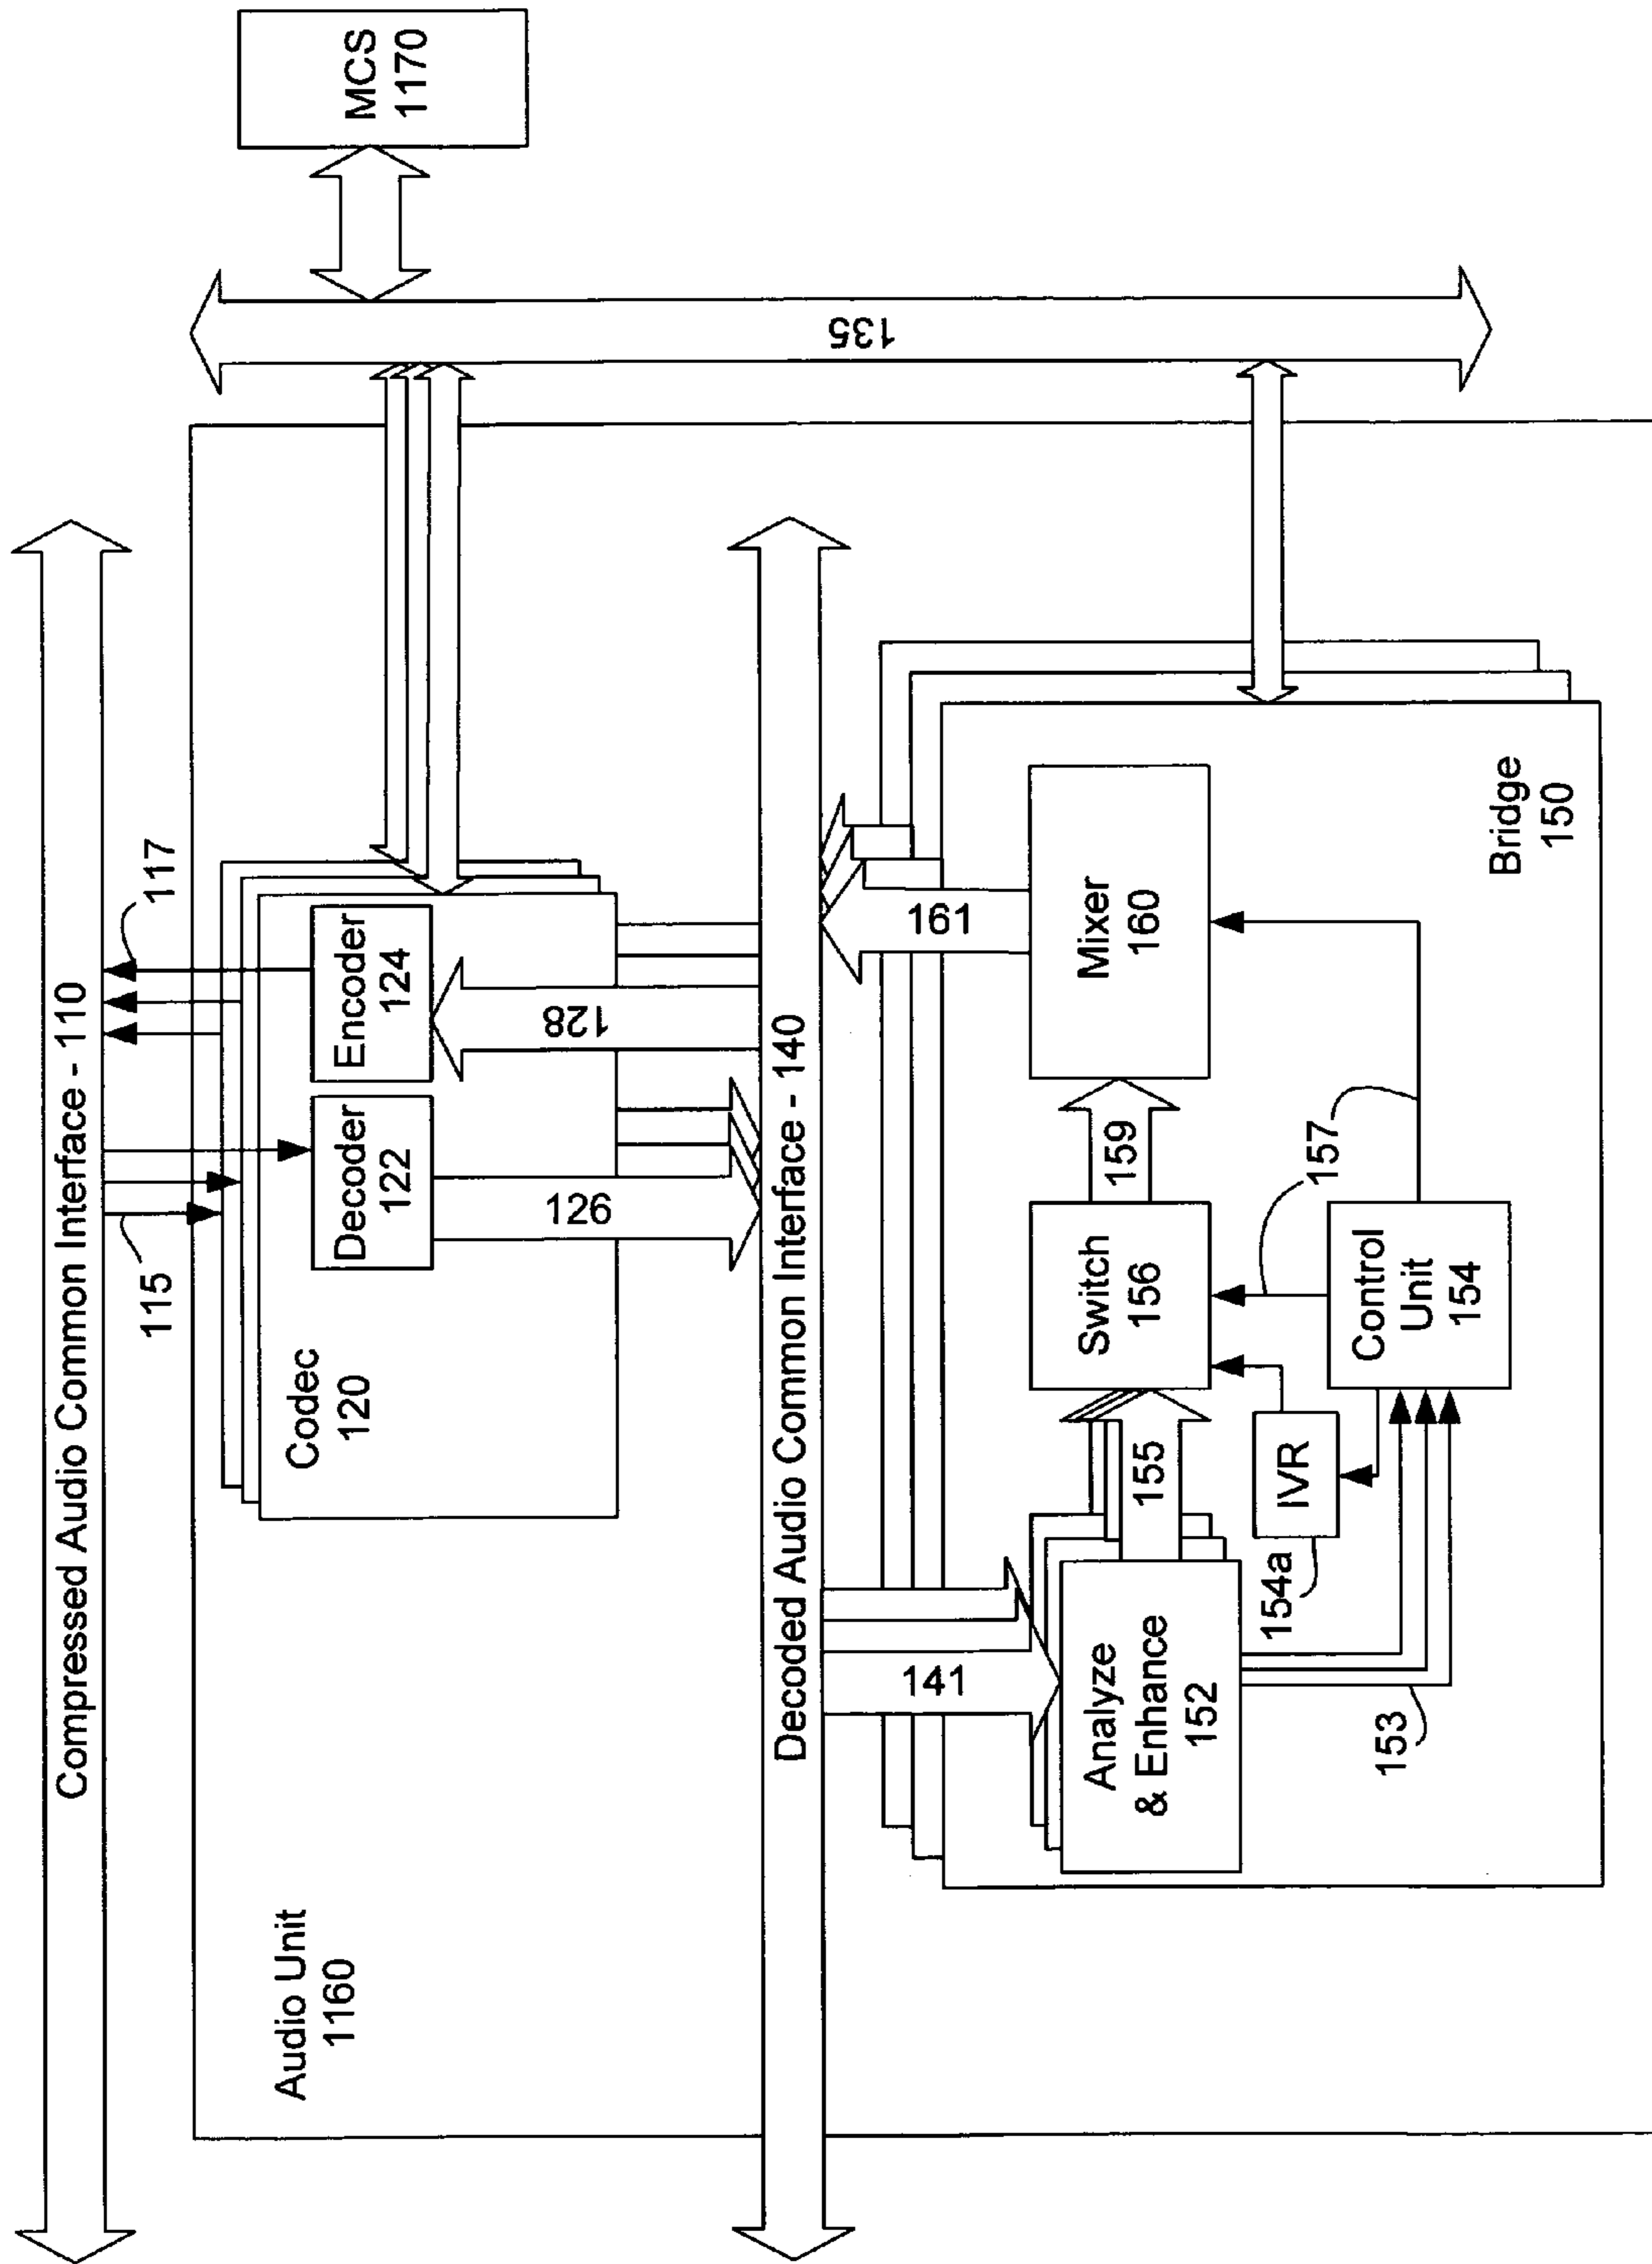 Compressed Audio Common Interface - 110
MCS
1170
115
117
Audio Unit
1160
Codec
120
Decoder
122
Encoder
124
126
128
135
Decoded Audio Common Interface - 140
141
161
Analyze
& Enhance
152
155
Switch
156
159
Mixer
160
153
154a
IVR
Control
Unit
154
157
Bridge
150